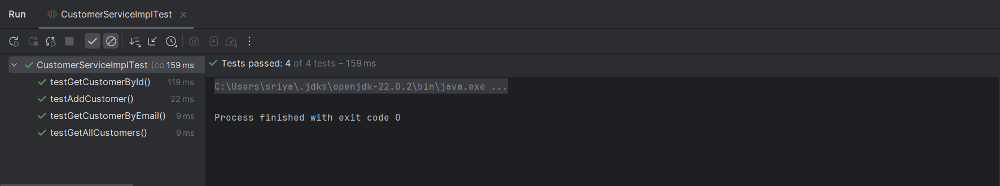 Run CustomerServiceImplTest
CustomerServiceImplTest (co 159 ms
testGetCustomerById() 119 ms
testAddCustomer() 22 ms
testGetCustomerByEmail() 9 ms
testGetAllCustomers() 9 ms
Tests passed: 4 of 4 tests – 159 ms
C:\Users\sriya\.jdks\openjdk-22.0.2\bin\java.exe ...
Process finished with exit code 0